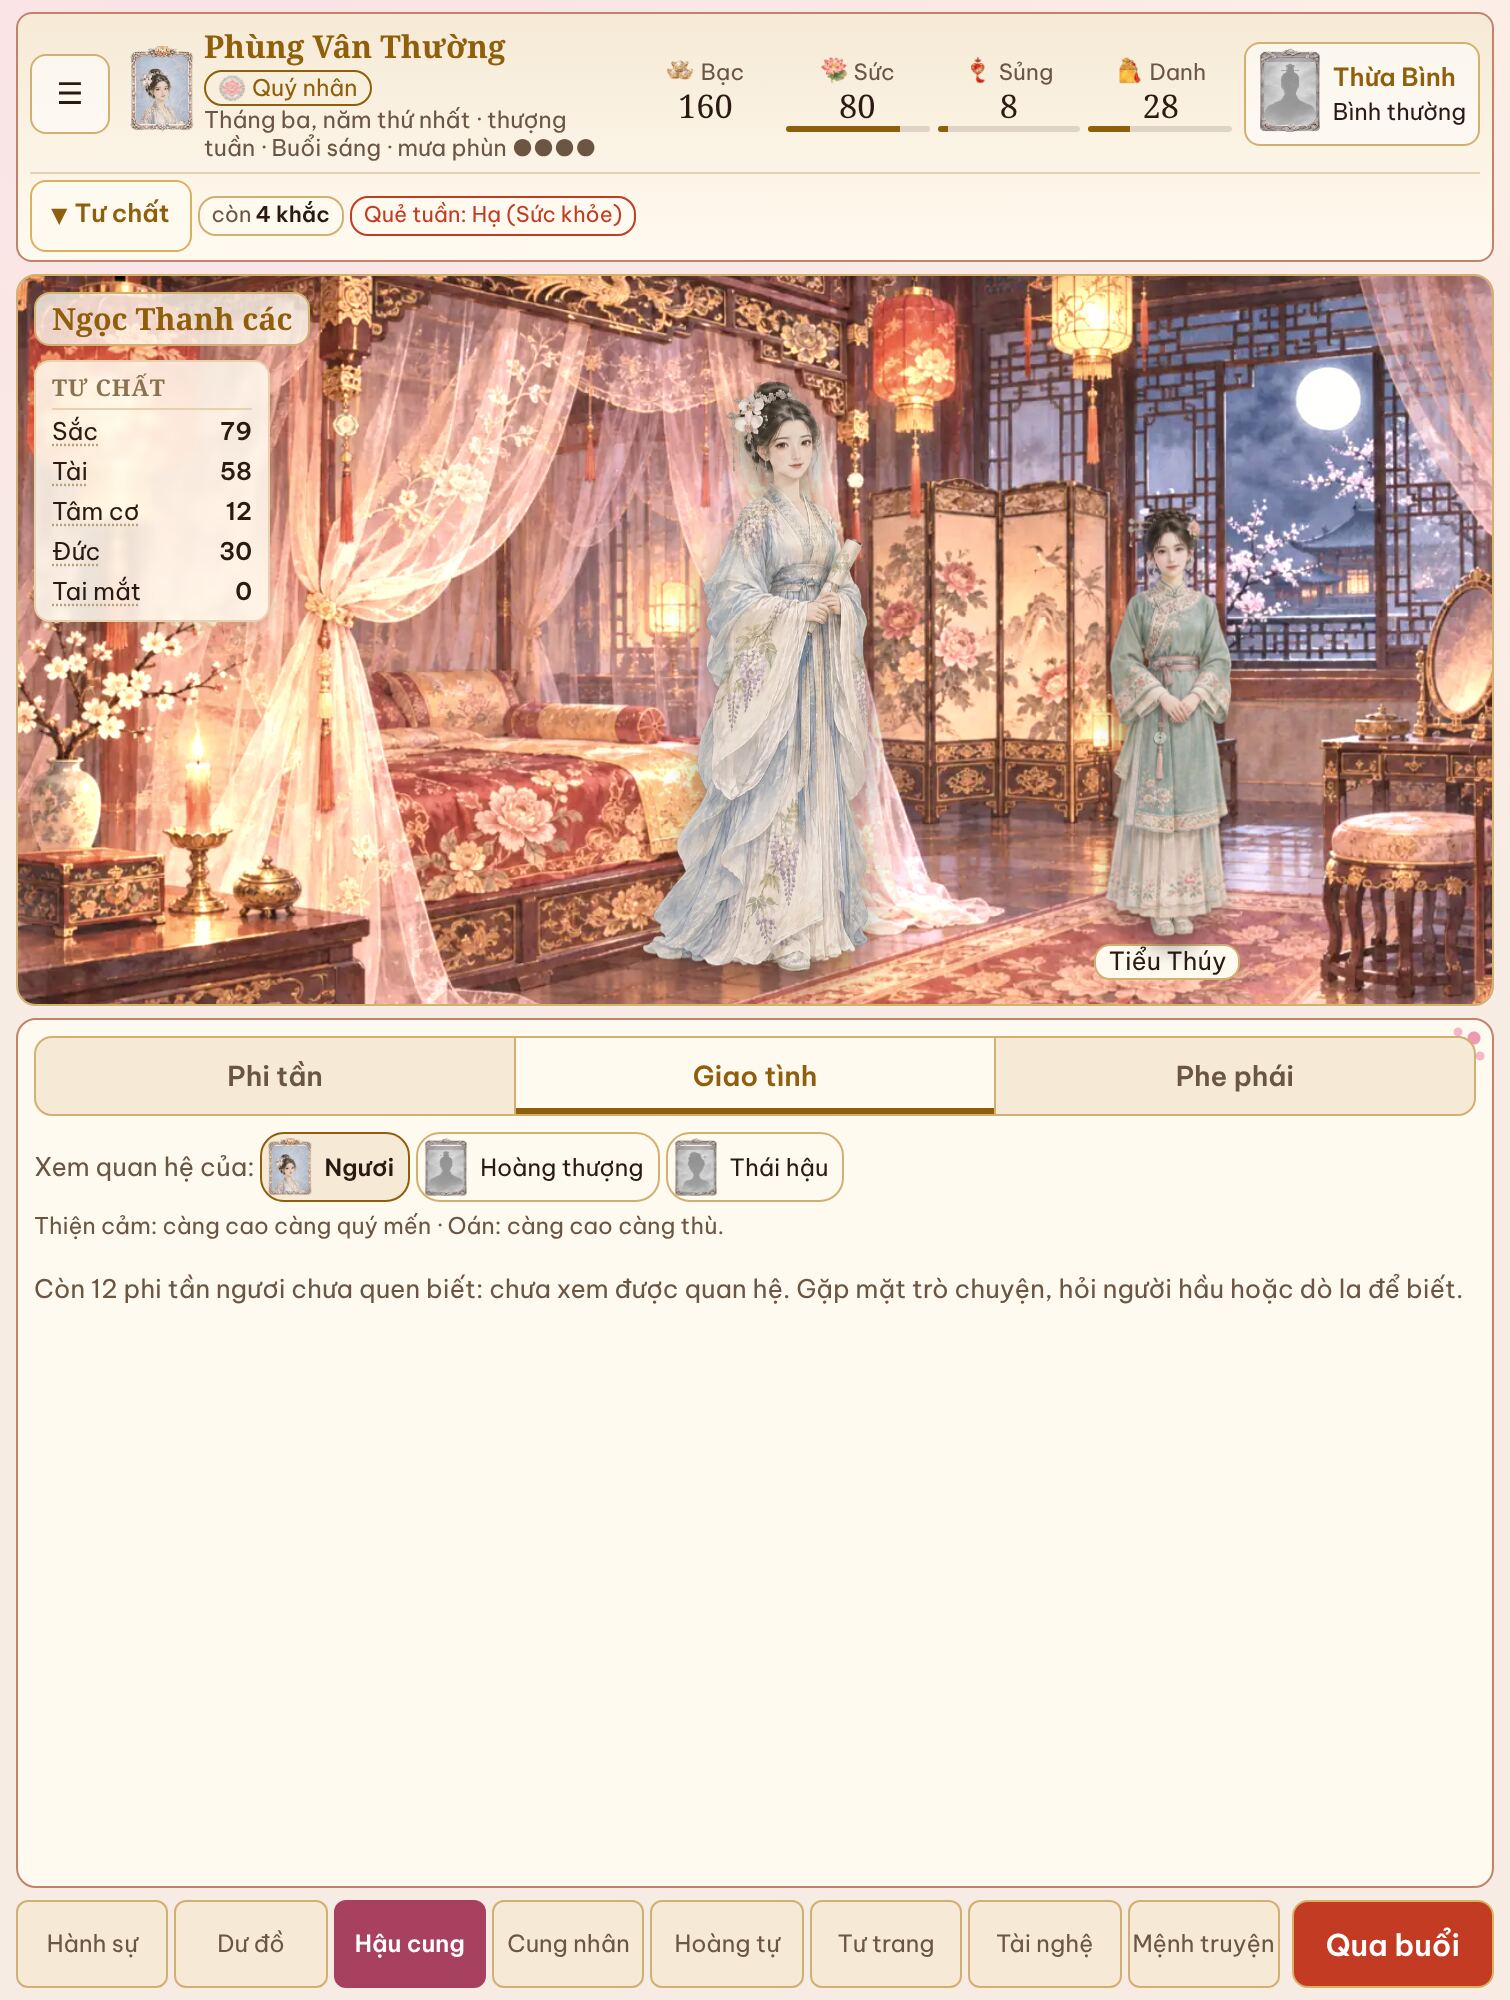 ☰
Phùng Vân Thường
Quý nhân
Tháng ba, năm thứ nhất · thượng
tuần · Buổi sáng · mưa phùn ●●●●
Bạc
160
Sức
80
Sủng
8
Danh
28
Thừa Bình
Bình thường
▼ Tư chất
còn 4 khắc
Quẻ tuần: Hạ (Sức khỏe)
Ngọc Thanh các
TƯ CHẤT
Sắc 79
Tài 58
Tâm cơ 12
Đức 30
Tai mắt 0
Tiểu Thúy
Phi tần
Giao tình
Phe phái
Xem quan hệ của: Ngươi Hoàng thượng Thái hậu
Thiện cảm: càng cao càng quý mến · Oán: càng cao càng thù.
Còn 12 phi tần ngươi chưa quen biết: chưa xem được quan hệ. Gặp mặt trò chuyện, hỏi người hầu hoặc dò la để biết.
Hành sự
Dư đồ
Hậu cung
Cung nhân
Hoàng tự
Tư trang
Tài nghệ
Mệnh truyện
Qua buổi